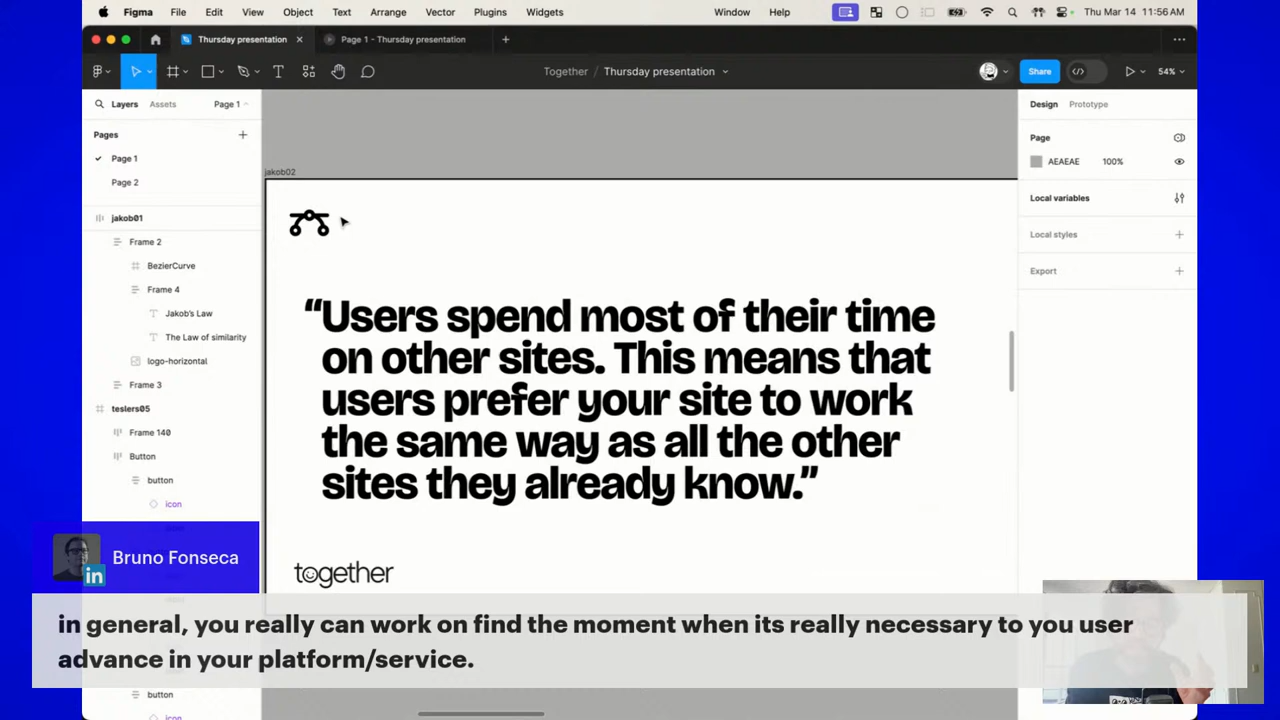 Figma File Edit View Object Text Arrange Vector Plugins Widgets Window Help Thu Mar 14 11:56 AM
Thursday presentation
Page 1 - Thursday presentation
Together / Thursday presentation
Share
54%
Layers Assets Page 1
Design Prototype
Pages
Page
Page 1
AEAEAE 100%
Page 2
Local variables
jakob01
Frame 2
Local styles
BezierCurve
Export
Frame 4
Jakob's Law
The Law of similarity
logo-horizontal
Frame 3
teslers05
Frame 140
Button
button
icon
button
icon
jakob02
“Users spend most of their time
on other sites. This means that
users prefer your site to work
the same way as all the other
sites they already know.”
together
in
Bruno Fonseca
in general, you really can work on find the moment when its really necessary to you user
advance in your platform/service.